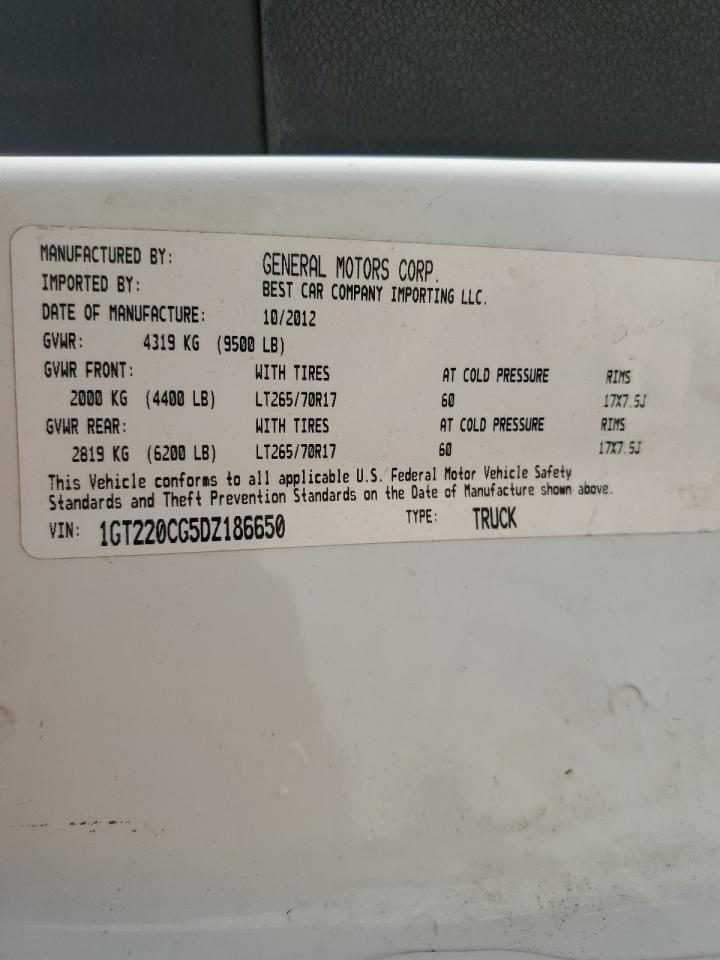 MANUFACTURED BY: GENERAL MOTORS CORP.
IMPORTED BY: BEST CAR COMPANY IMPORTING LLC.
DATE OF MANUFACTURE: 10/2012
GVWR: 4319 KG (9500 LB)
GVWR FRONT: WITH TIRES AT COLD PRESSURE RIMS
2000 KG (4400 LB) LT265/70R17 60 17X7.5J
GVWR REAR: WITH TIRES AT COLD PRESSURE RIMS
2819 KG (6200 LB) LT265/70R17 60 17X7.5J
This Vehicle conforms to all applicable U.S. Federal Motor Vehicle Safety
Standards and Theft Prevention Standards on the Date of Manufacture shown above.
VIN: 1GT220CG5DZ186650 TYPE: TRUCK